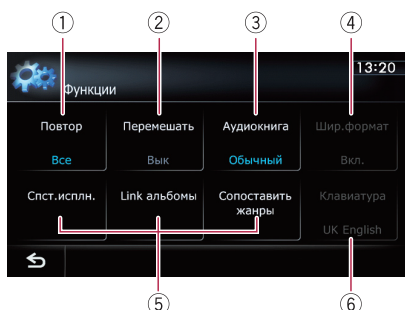 ① ② ③ ④
13:20
Функции
Повтор Перемешать Аудиокнига Шир.формат
Все Вык Обычный Вкл.
Спст.исплн. Link альбомы Сопоставить жанры Клавиатура
UK English
⑤ ⑥